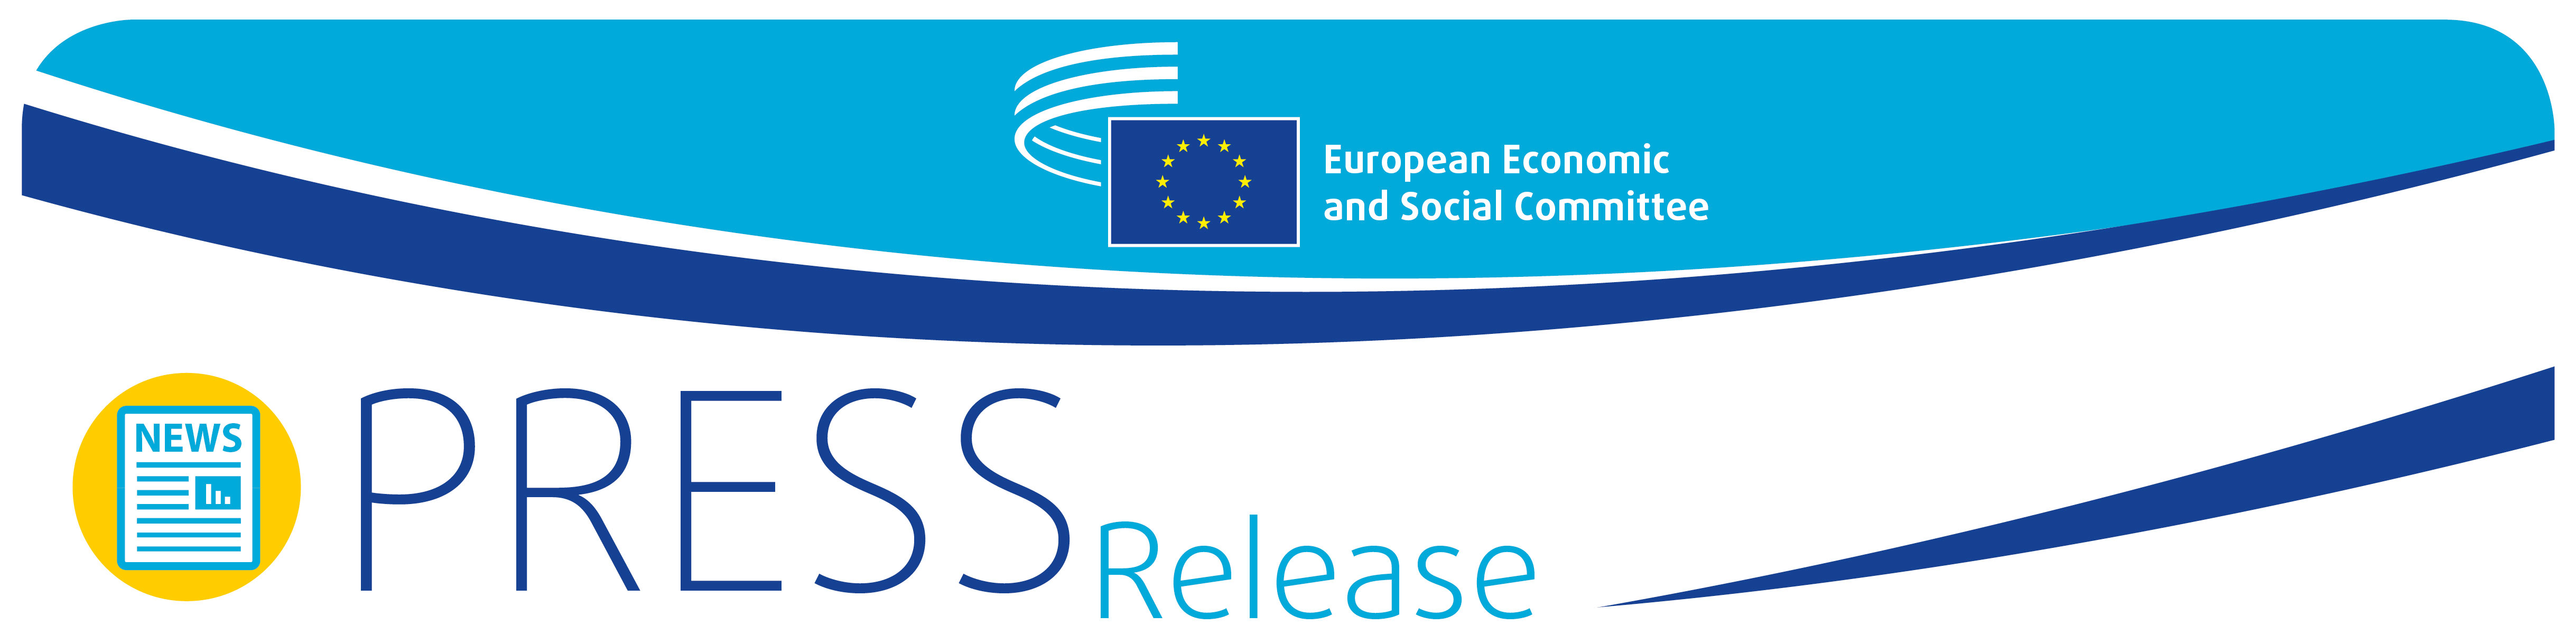 European Economic
and Social Committee
NEWS
PRESS Release